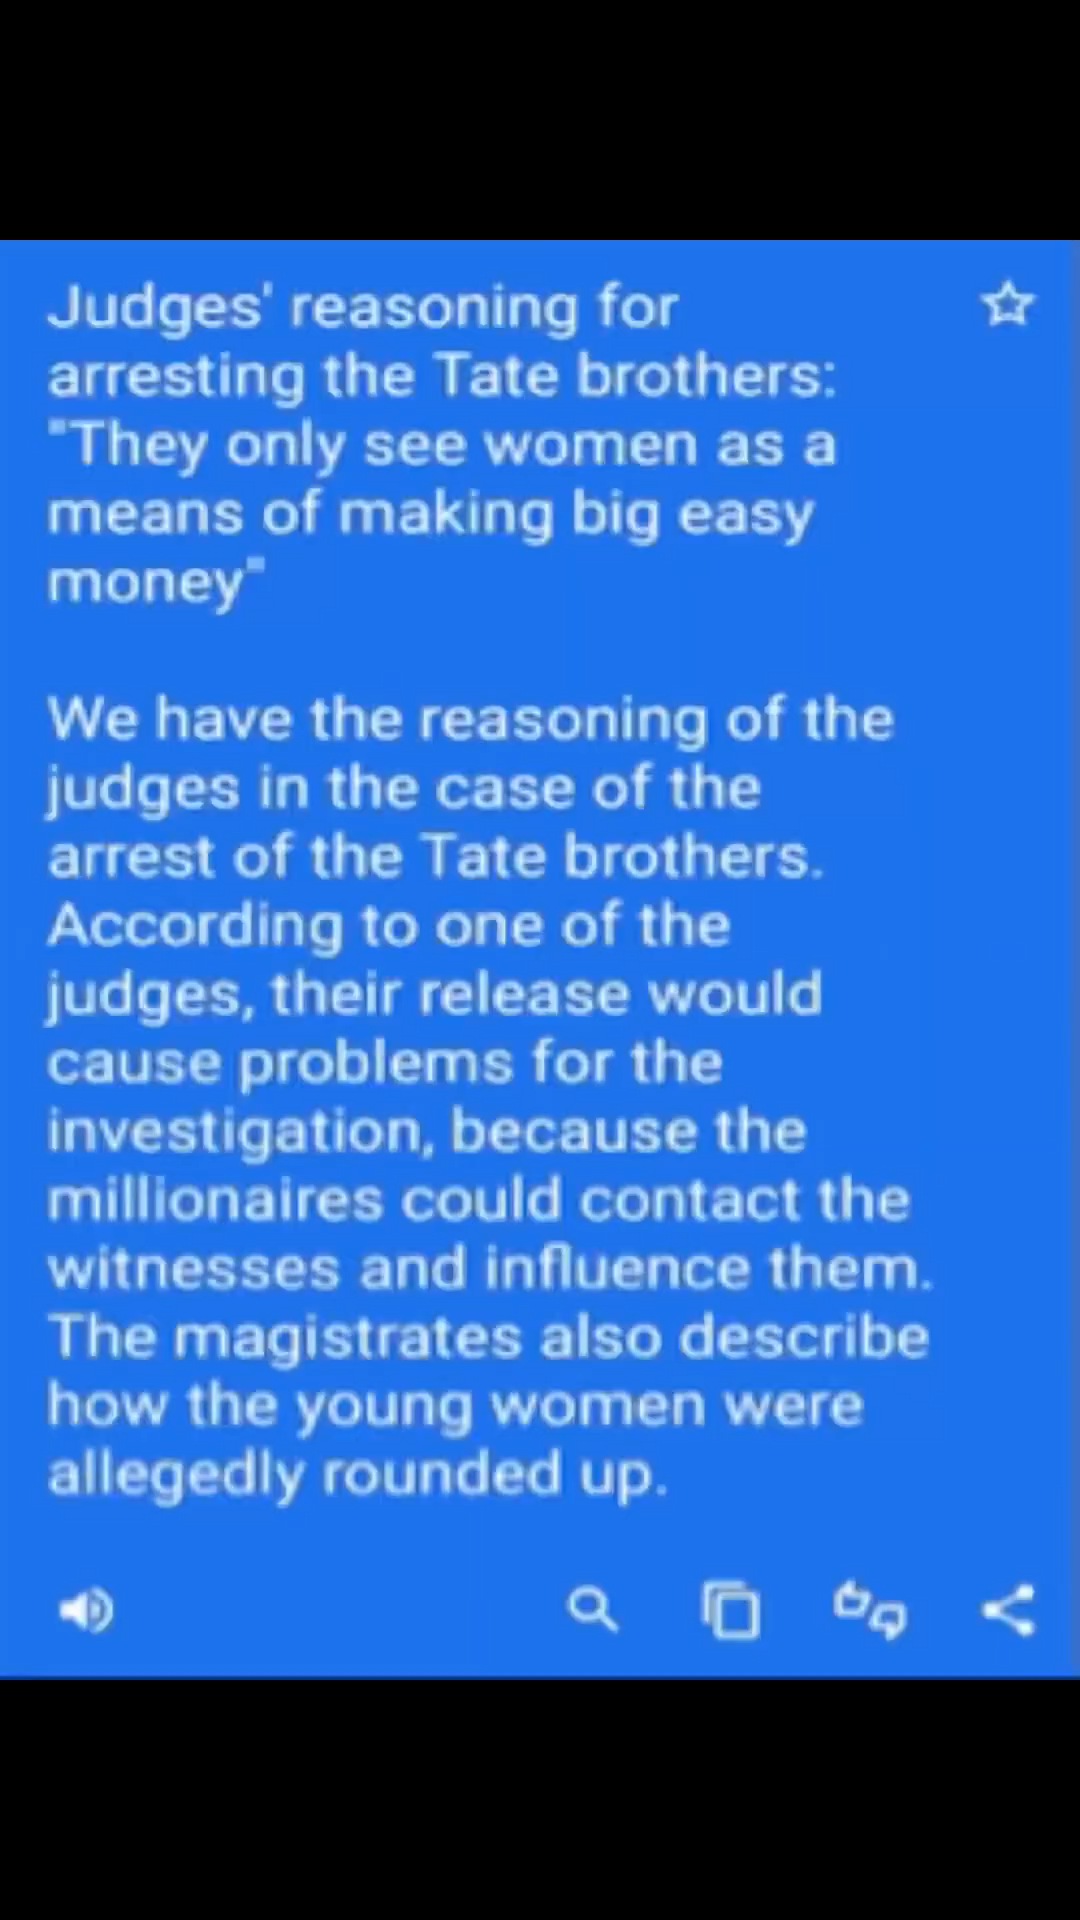 Judges' reasoning for
arresting the Tate brothers:
"They only see women as a
means of making big easy
money"
We have the reasoning of the
judges in the case of the
arrest of the Tate brothers.
According to one of the
judges, their release would
cause problems for the
investigation, because the
millionaires could contact the
witnesses and influence them.
The magistrates also describe
how the young women were
allegedly rounded up.